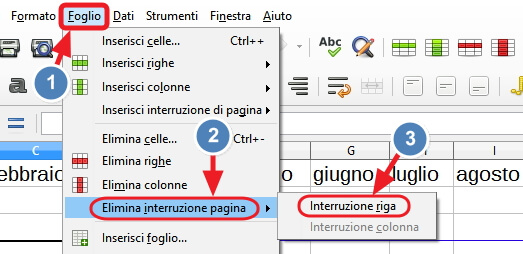 Formato Foglio Dati Strumenti Finestra Aiuto
Inserisci celle... Ctrl++
Abc
Inserisci righe
1
a
Inserisci colonne
Inserisci interruzione di pagina
=
Elimina celle... Ctrl+-
2
3
C
Elimina righe
G H I
ebbraio
Elimina colonne
o giugno luglio agosto
Elimina interruzione pagina
Interruzione riga
Interruzione colonna
Inserisci foglio...